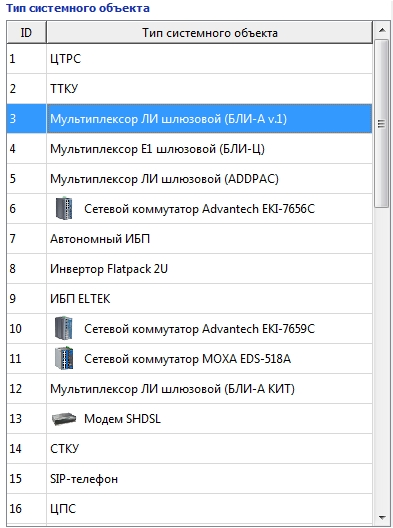 Тип системного объекта
ID Тип системного объекта
1 ЦТРС
2 ТТКУ
3 Мультиплексор ЛИ шлюзовой (БЛИ-А v.1)
4 Мультиплексор Е1 шлюзовой (БЛИ-Ц)
5 Мультиплексор ЛИ шлюзовой (ADDPAC)
6 Сетевой коммутатор Advantech EKI-7656C
7 Автономный ИБП
8 Инвертор Flatpack 2U
9 ИБП ELTEK
10 Сетевой коммутатор Advantech EKI-7659C
11 Сетевой коммутатор MOXA EDS-518A
12 Мультиплексор ЛИ шлюзовой (БЛИ-А КИТ)
13 Модем SHDSL
14 СТКУ
15 SIP-телефон
16 ЦПС